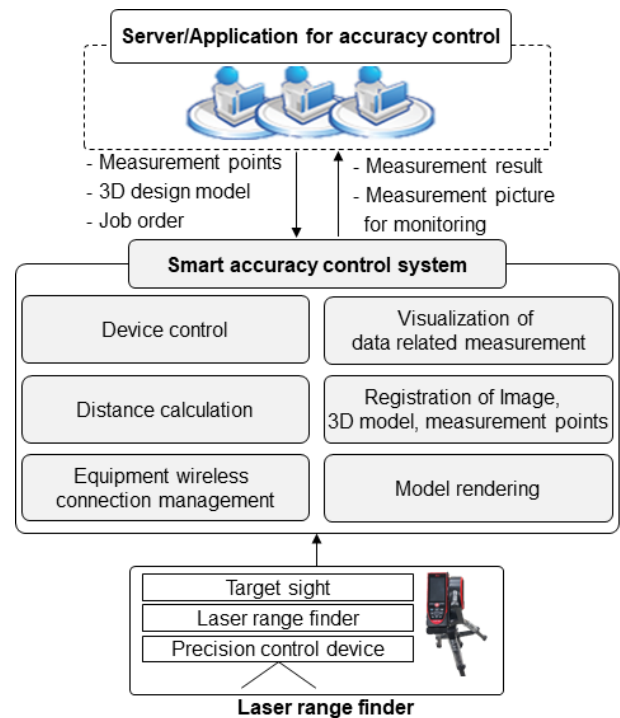 Server/Application for accuracy control
- Measurement points
- 3D design model
- Job order
- Measurement result
- Measurement picture
for monitoring
Smart accuracy control system
Device control
Visualization of
data related measurement
Distance calculation
Registration of Image,
3D model, measurement points
Equipment wireless
connection management
Model rendering
Target sight
Laser range finder
Precision control device
Laser range finder